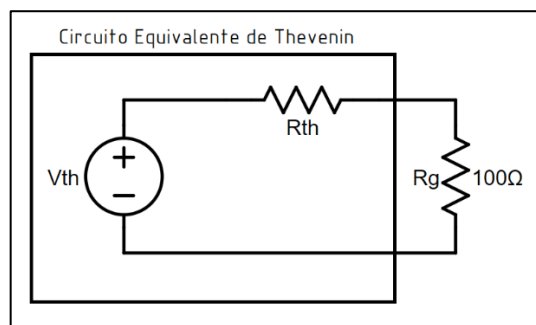 Circuito Equivalente de Thevenin
Rth
Vth
+
−
Rg 100Ω